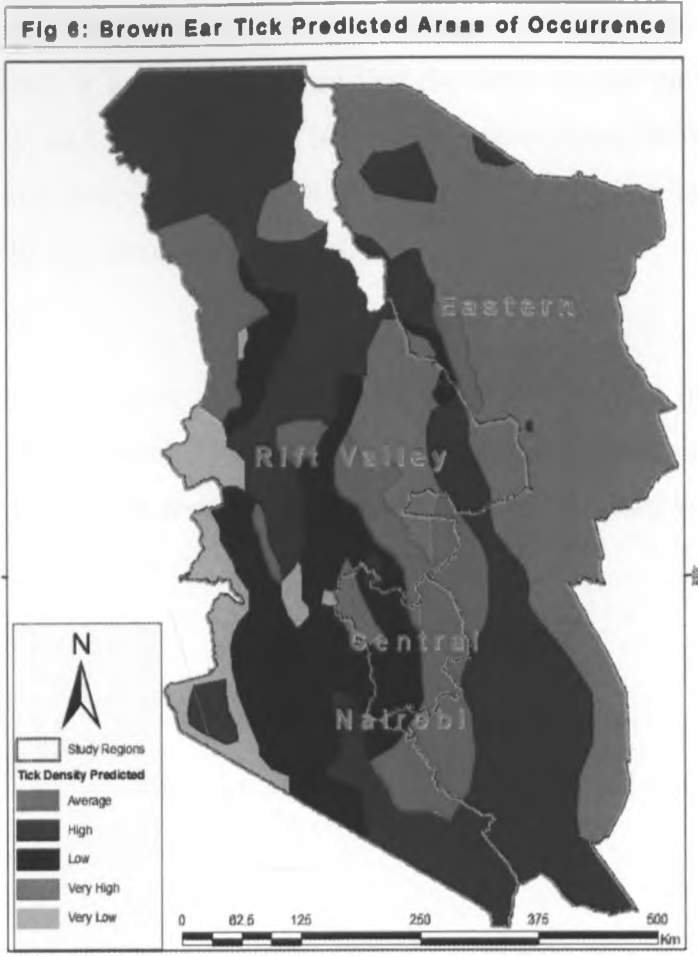 Fig 6: Brown Ear Tick Predicted Areas of Occurrence
Eastern
Rift Valley
Central
Nairobi
N
Study Regions
Tick Density Predicted
Average
High
Low
Very High
Very Low
0 62.5 125 250 375 500
Km